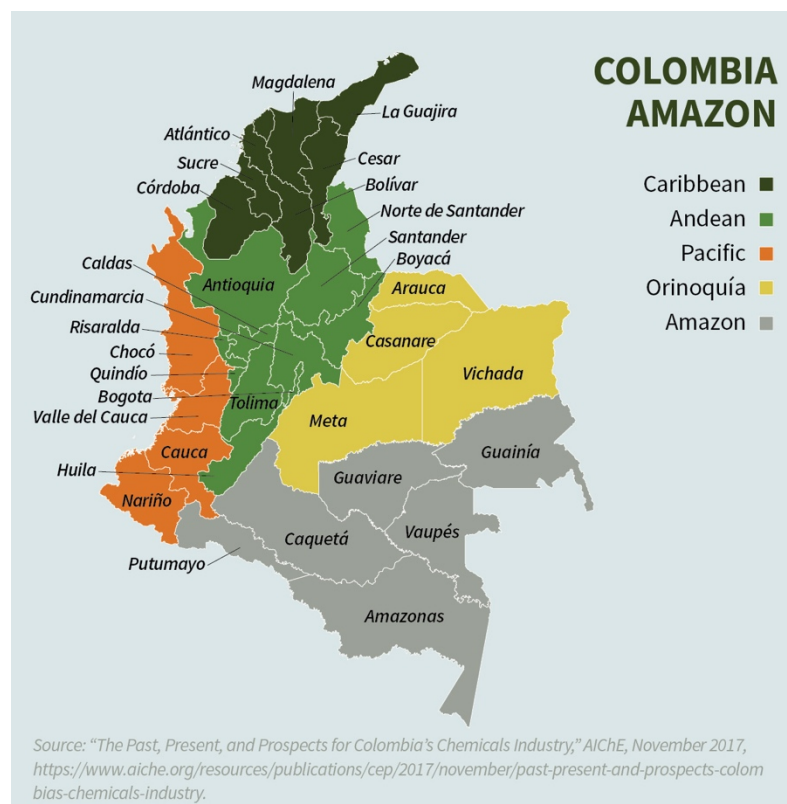 COLOMBIA
AMAZON
Caribbean
Andean
Pacific
Orinoquía
Amazon
Magdalena
La Guajira
Atlántico
Cesar
Sucre
Bolívar
Córdoba
Norte de Santander
Santander
Boyacá
Caldas
Antioquia
Arauca
Cundinamarcia
Risaralda
Casanare
Chocó
Vichada
Quindío
Bogota
Tolima
Valle del Cauca
Meta
Cauca
Guainía
Huila
Guaviare
Nariño
Vaupés
Caquetá
Putumayo
Amazonas
Source: “The Past, Present, and Prospects for Colombia’s Chemicals Industry,” AIChE, November 2017,
https://www.aiche.org/resources/publications/cep/2017/november/past-present-and-prospects-colom
bias-chemicals-industry.